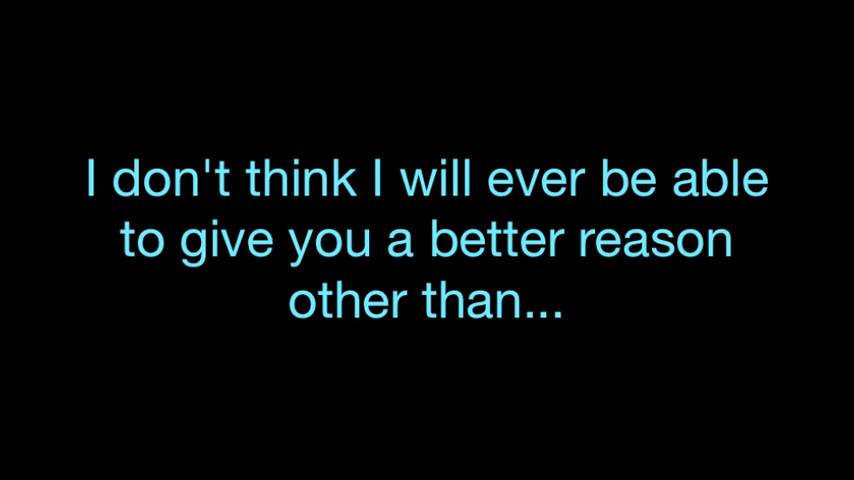 I don't think I will ever be able
to give you a better reason
other than...